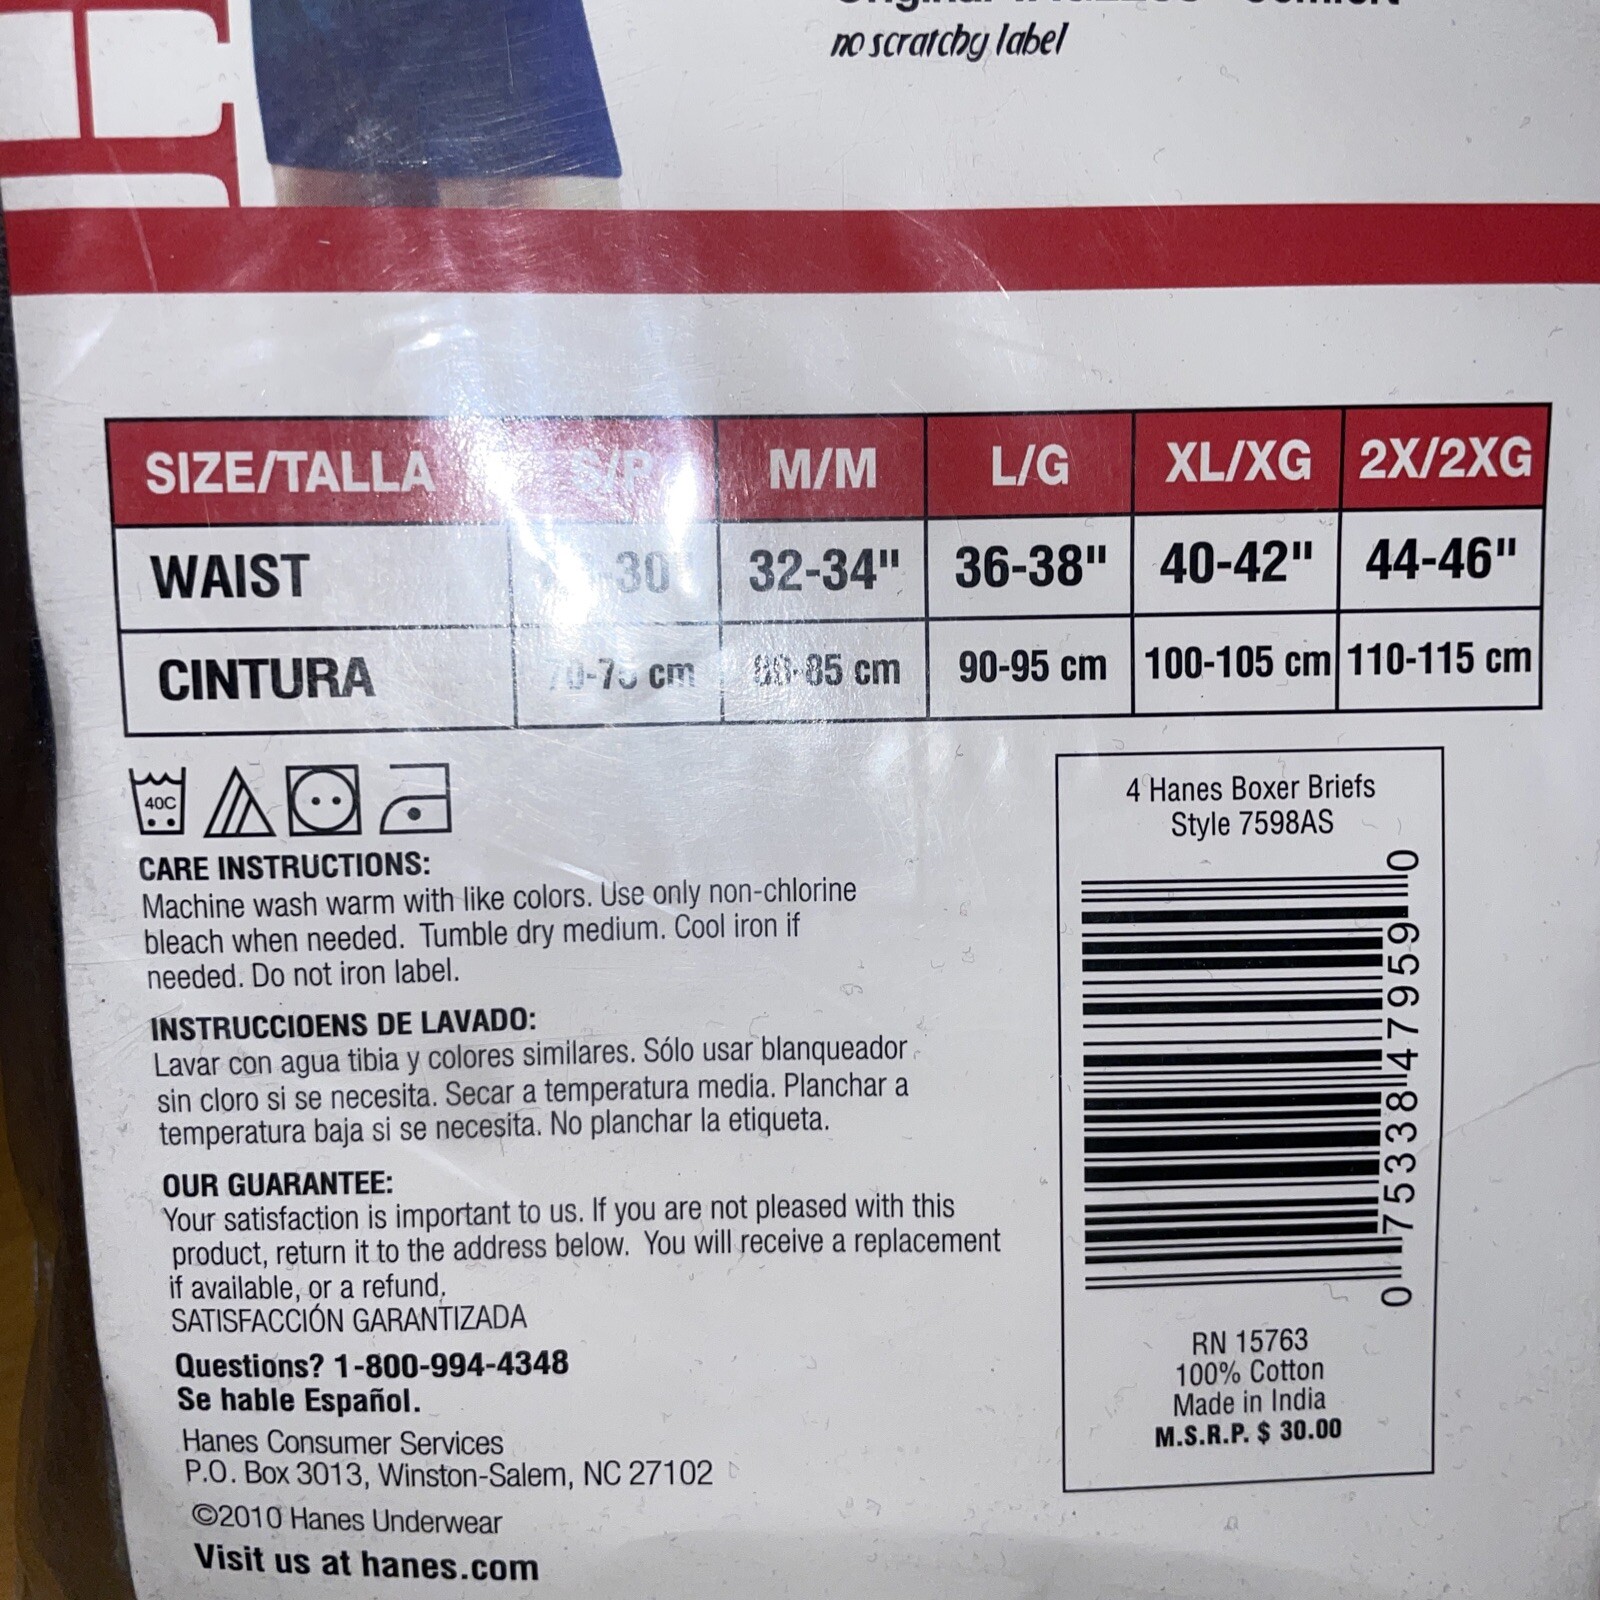 no scratchy label
SIZE/TALLA S/P M/M L/G XL/XG 2X/2XG
WAIST 32-34" 36-38" 40-42" 44-46"
CINTURA cm 85 cm 90-95 cm 100-105 cm 110-115 cm
40C
CARE INSTRUCTIONS:
Machine wash warm with like colors. Use only non-chlorine
bleach when needed. Tumble dry medium. Cool iron if
needed. Do not iron label.
INSTRUCCIOENS DE LAVADO:
Lavar con agua tibia y colores similares. Sólo usar blanqueador
sin cloro si se necesita. Secar a temperatura media. Planchar a
temperatura baja si se necesita. No planchar la etiqueta.
OUR GUARANTEE:
Your satisfaction is important to us. If you are not pleased with this
product, return it to the address below. You will receive a replacement
if available, or a refund,
SATISFACCIÓN GARANTIZADA
Questions? 1-800-994-4348
Se hable Español.
Hanes Consumer Services
P.O. Box 3013, Winston-Salem, NC 27102
©2010 Hanes Underwear
Visit us at hanes.com
4 Hanes Boxer Briefs
Style 7598AS
0 75338 47959 0
RN 15763
100% Cotton
Made in India
M.S.R.P. $ 30.00